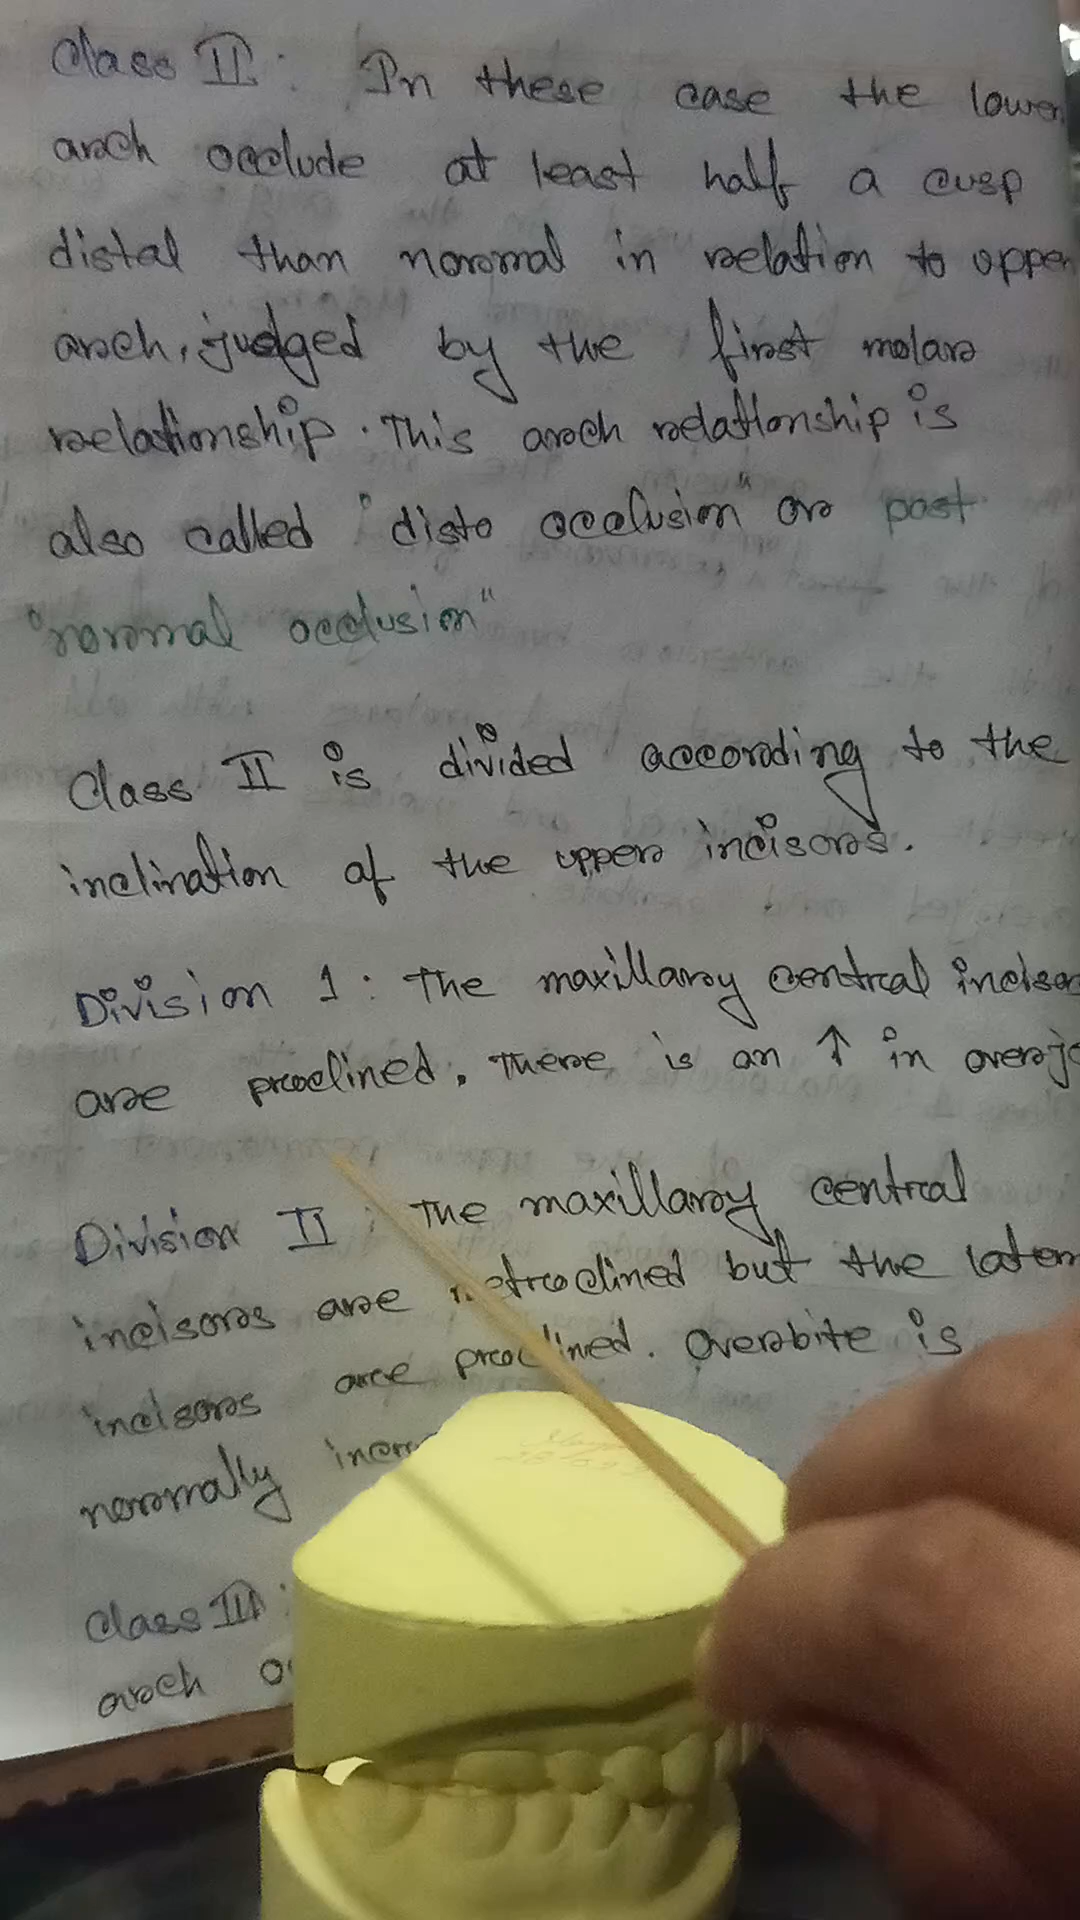 Class II : In these case the lower
arch occlude at least half a cusp
distal than normal in relation to upper
arch, judged by the first molar
relationship. This arch relationship is
also called "disto occlusion" or post
"normal occlusion"
Class II is divided according to the
inclination of the upper incisors.
Division 1 : The maxillary central
are proclined. There is an ↑ in
Division II : The maxillary central
incisors are retroclined but the
incisors are proclined. Overbite is
normally
Class III :
arch